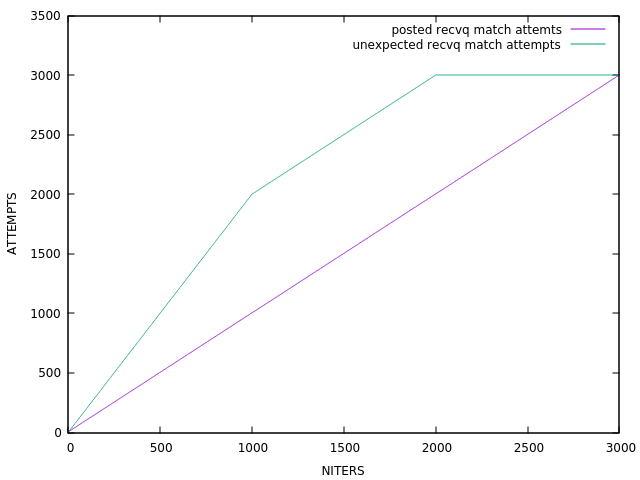 3500
posted recvq match attemts
unexpected recvq match attempts
3000
2500
2000
ATTEMPTS
1500
1000
500
0
0 500 1000 1500 2000 2500 3000
NITERS